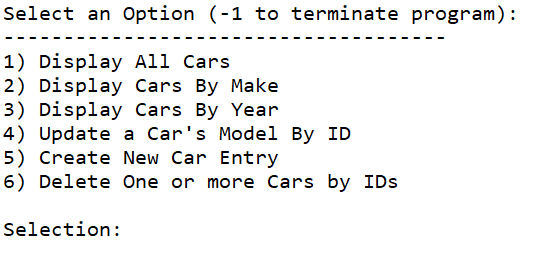 Select an Option (-1 to terminate program):
-------------------------------------
1) Display All Cars
2) Display Cars By Make
3) Display Cars By Year
4) Update a Car's Model By ID
5) Create New Car Entry
6) Delete One or more Cars by IDs
Selection: